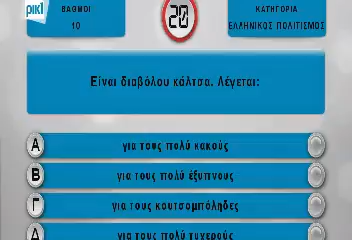 ρικι
ΒΑΘΜΟΙ
10
20
ΚΑΤΗΓΟΡΙΑ
ΕΛΛΗΝΙΚΟΣ ΠΟΛΙΤΙΣΜΟΣ
Είναι διαβόλου κάλτσα. Λέγεται:
Α για τους πολύ κακούς
Β για τους πολύ έξυπνους
Γ για τους κουτσομπόληδες
Δ για τους πολύ τυχερούς